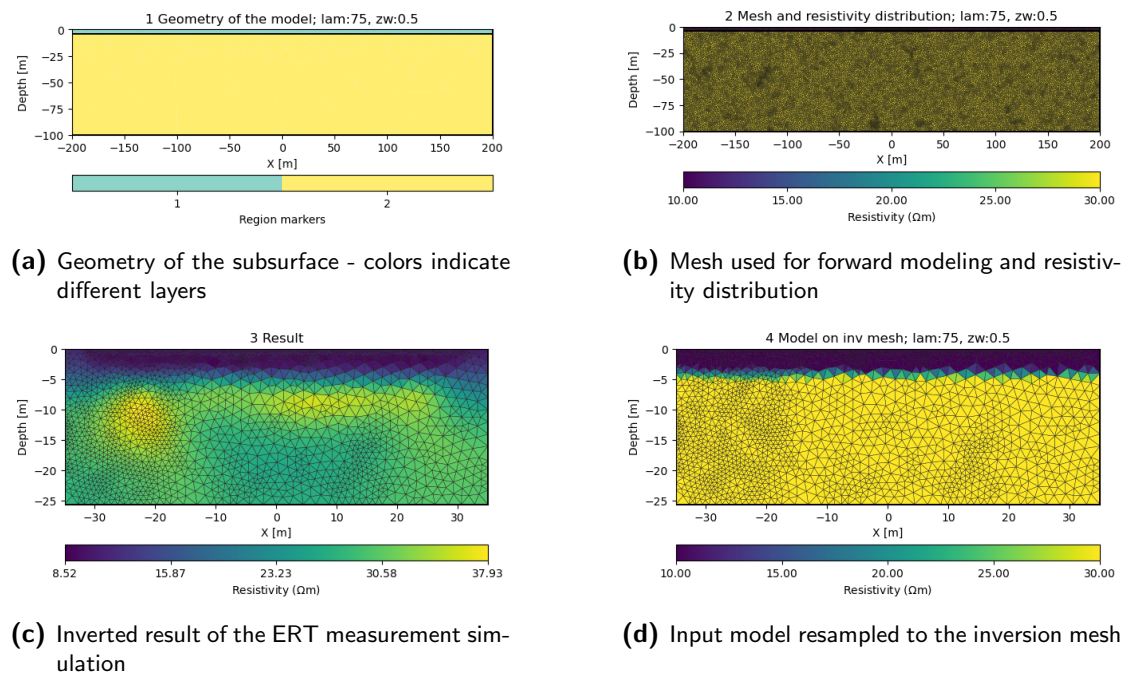 1 Geometry of the model; lam:75, zw:0.5
0
−25
−50
−75
−100
Depth [m]
−200 −150 −100 −50 0 50 100 150 200
X [m]
1 2
Region markers
(a) Geometry of the subsurface - colors indicate
different layers
2 Mesh and resistivity distribution; lam:75, zw:0.5
0
−25
−50
−75
−100
Depth [m]
−200 −150 −100 −50 0 50 100 150 200
X [m]
10.00 15.00 20.00 25.00 30.00
Resistivity (Ωm)
(b) Mesh used for forward modeling and resistiv-
ity distribution
3 Result
0
−5
−10
−15
−20
−25
Depth [m]
−30 −20 −10 0 10 20 30
X [m]
8.52 15.87 23.23 30.58 37.93
Resistivity (Ωm)
(c) Inverted result of the ERT measurement sim-
ulation
4 Model on inv mesh; lam:75, zw:0.5
0
−5
−10
−15
−20
−25
Depth [m]
−30 −20 −10 0 10 20 30
X [m]
10.00 15.00 20.00 25.00 30.00
Resistivity (Ωm)
(d) Input model resampled to the inversion mesh